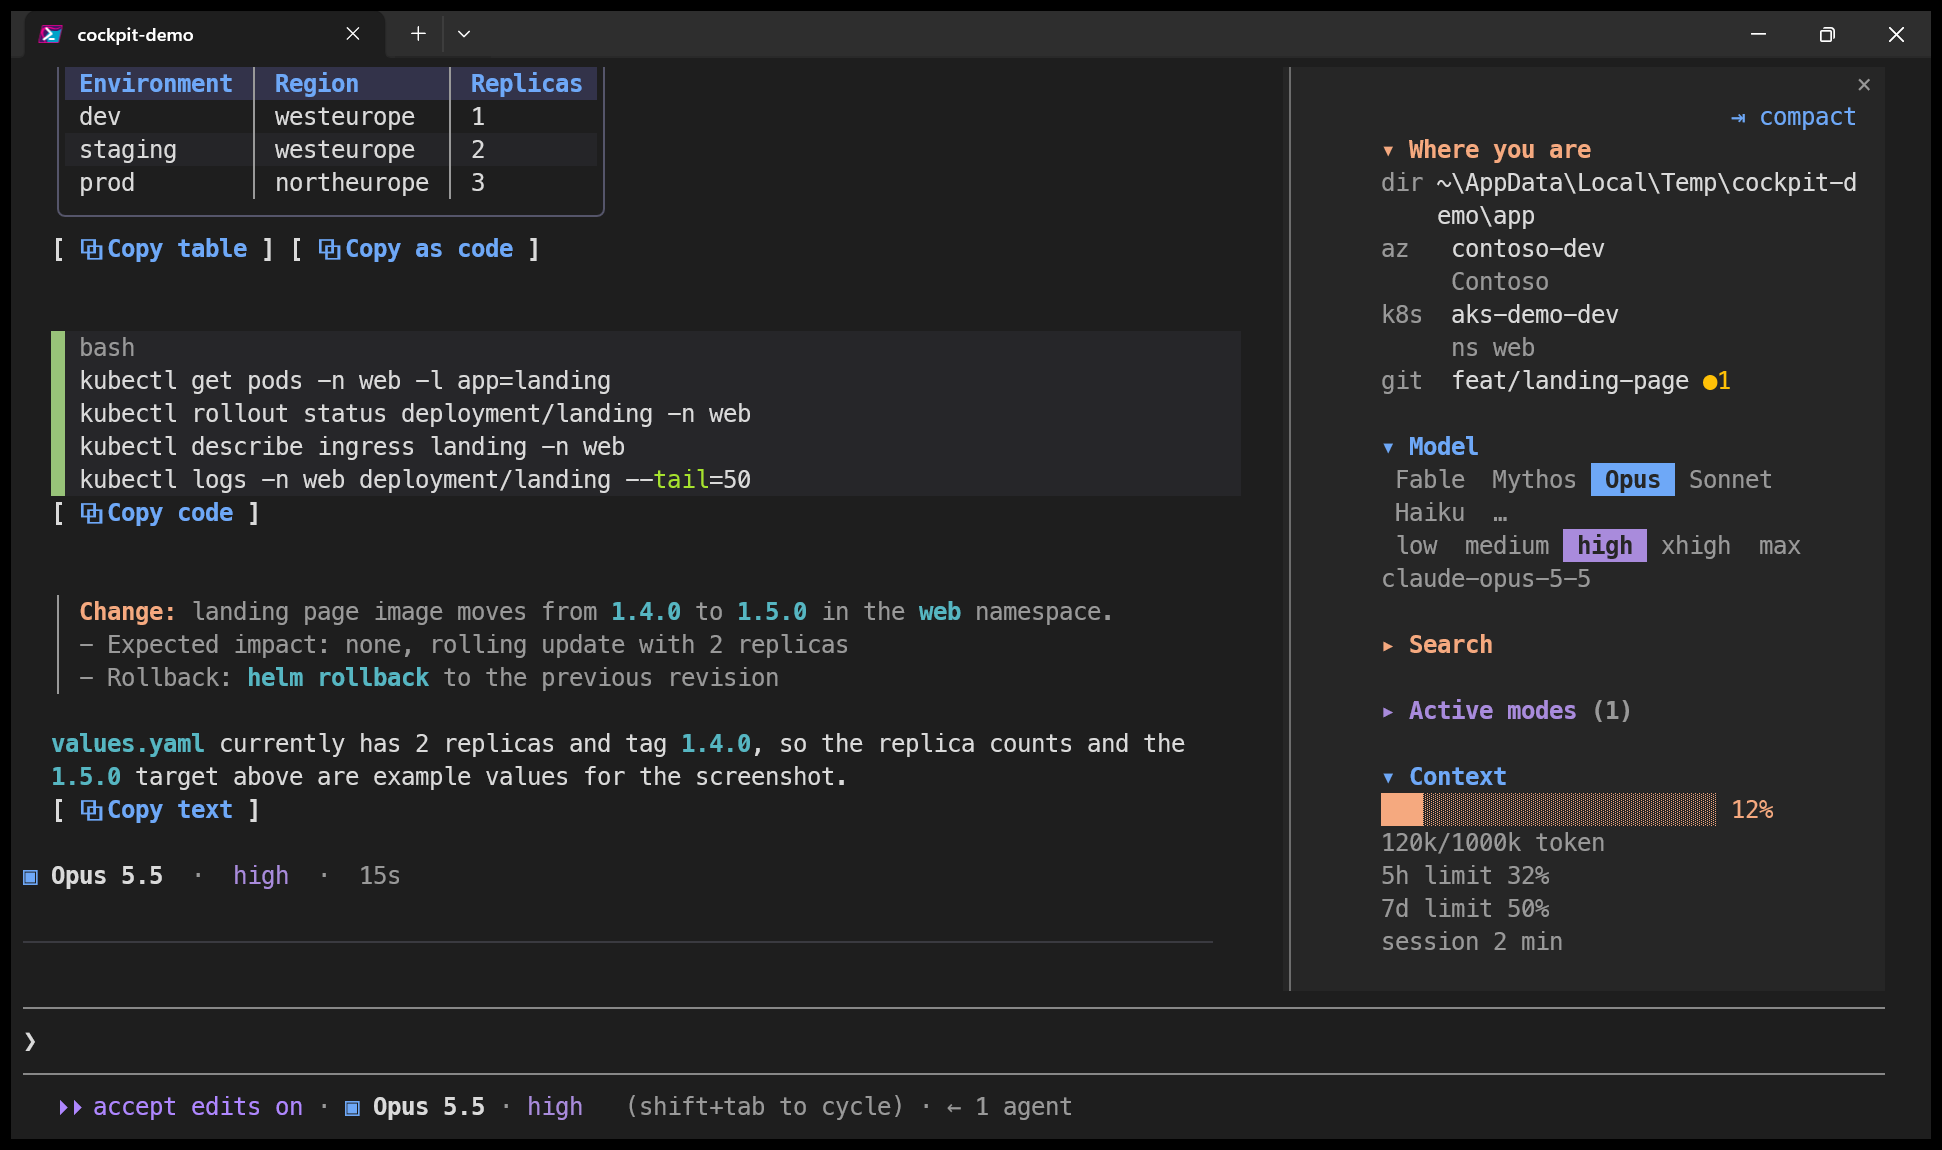 cockpit-demo
Environment Region Replicas
dev westeurope 1
staging westeurope 2
prod northeurope 3
[ Copy table ] [ Copy as code ]
bash
kubectl get pods -n web -l app=landing
kubectl rollout status deployment/landing -n web
kubectl describe ingress landing -n web
kubectl logs -n web deployment/landing --tail=50
[ Copy code ]
Change: landing page image moves from 1.4.0 to 1.5.0 in the web namespace.
- Expected impact: none, rolling update with 2 replicas
- Rollback: helm rollback to the previous revision
values.yaml currently has 2 replicas and tag 1.4.0, so the replica counts and the
1.5.0 target above are example values for the screenshot.
[ Copy text ]
▣ Opus 5.5 · high · 15s
×
⇥ compact
▾ Where you are
dir ~\AppData\Local\Temp\cockpit-d
emo\app
az contoso-dev
Contoso
k8s aks-demo-dev
ns web
git feat/landing-page ●1
▾ Model
Fable Mythos Opus Sonnet
Haiku …
low medium high xhigh max
claude-opus-5-5
▸ Search
▸ Active modes (1)
▾ Context
12%
120k/1000k token
5h limit 32%
7d limit 50%
session 2 min
❯
⏵⏵ accept edits on · ▣ Opus 5.5 · high (shift+tab to cycle) · ← 1 agent